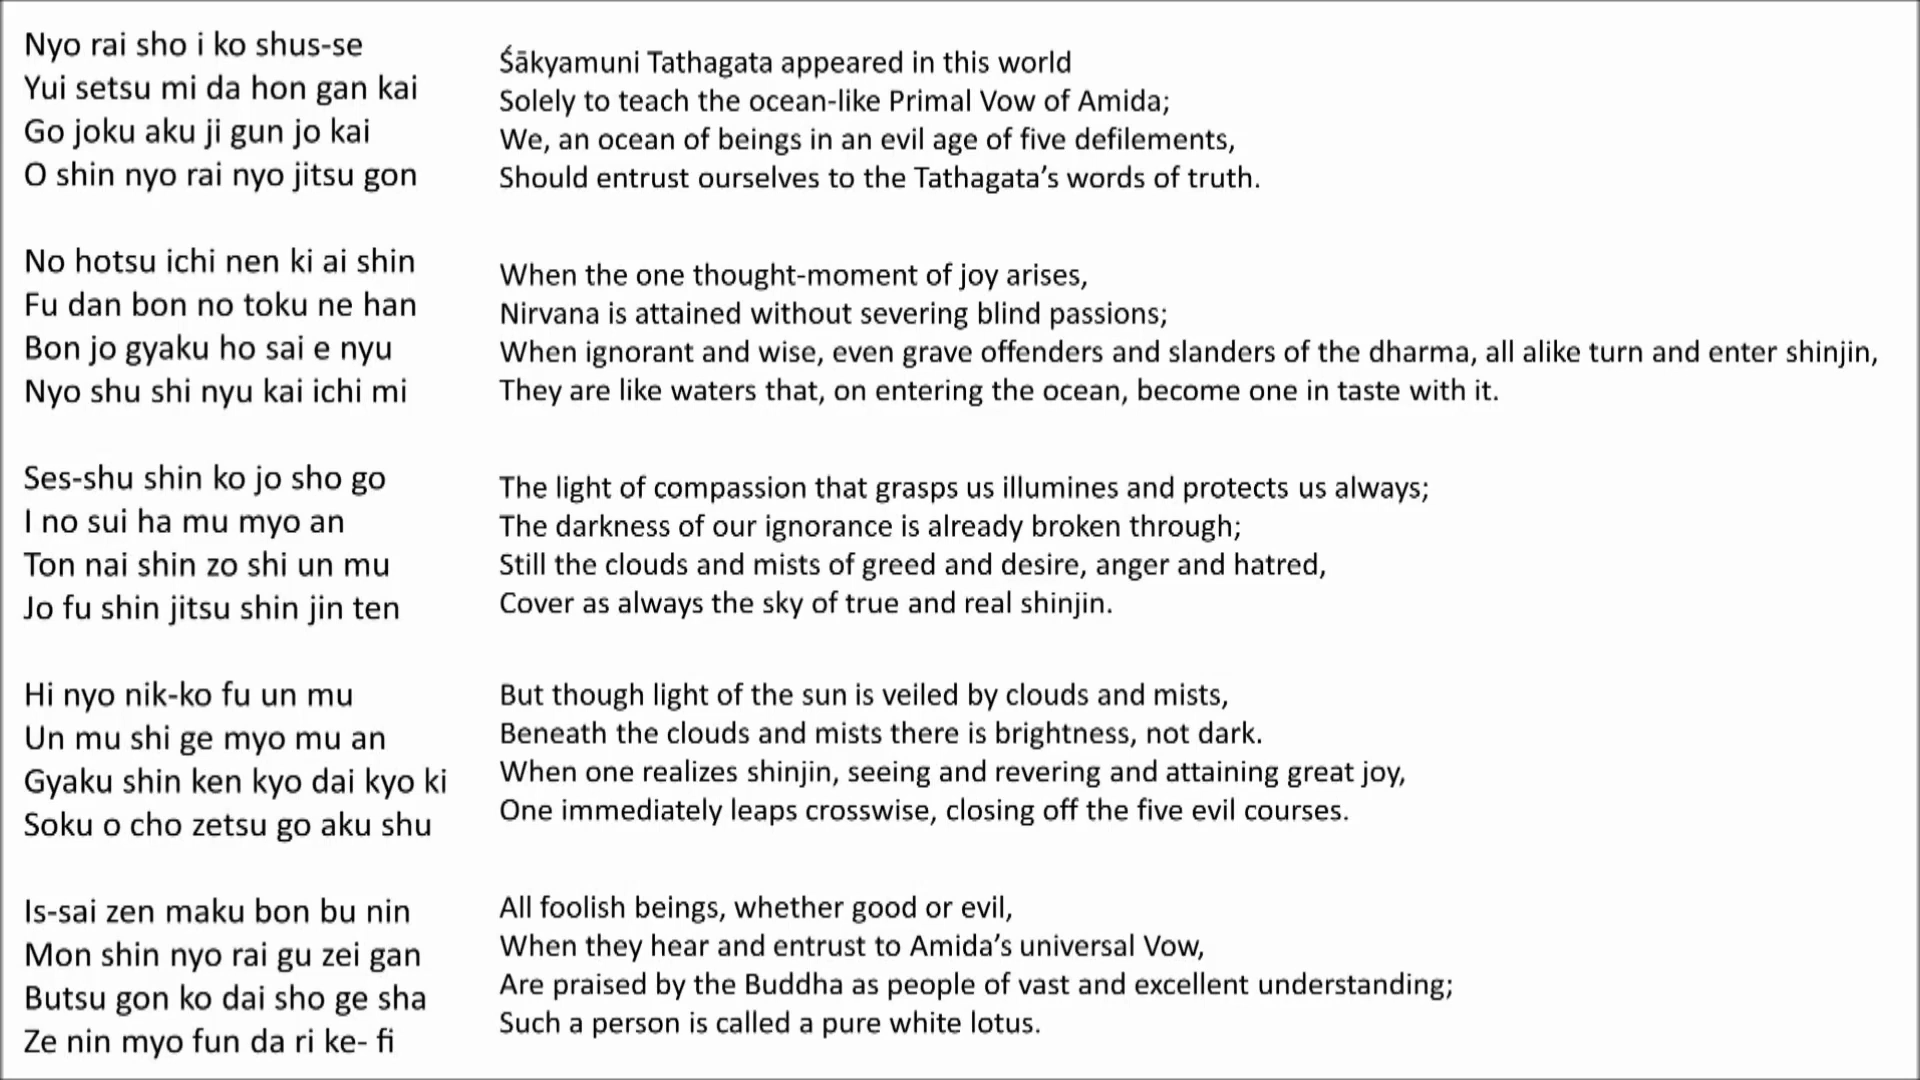 Nyo rai sho i ko shus-se
Yui setsu mi da hon gan kai
Go joku aku ji gun jo kai
O shin nyo rai nyo jitsu gon
Śākyamuni Tathagata appeared in this world
Solely to teach the ocean-like Primal Vow of Amida;
We, an ocean of beings in an evil age of five defilements,
Should entrust ourselves to the Tathagata’s words of truth.
No hotsu ichi nen ki ai shin
Fu dan bon no toku ne han
Bon jo gyaku ho sai e nyu
Nyo shu shi nyu kai ichi mi
When the one thought-moment of joy arises,
Nirvana is attained without severing blind passions;
When ignorant and wise, even grave offenders and slanders of the dharma, all alike turn and enter shinjin,
They are like waters that, on entering the ocean, become one in taste with it.
Ses-shu shin ko jo sho go
I no sui ha mu myo an
Ton nai shin zo shi un mu
Jo fu shin jitsu shin jin ten
The light of compassion that grasps us illumines and protects us always;
The darkness of our ignorance is already broken through;
Still the clouds and mists of greed and desire, anger and hatred,
Cover as always the sky of true and real shinjin.
Hi nyo nik-ko fu un mu
Un mu shi ge myo mu an
Gyaku shin ken kyo dai kyo ki
Soku o cho zetsu go aku shu
But though light of the sun is veiled by clouds and mists,
Beneath the clouds and mists there is brightness, not dark.
When one realizes shinjin, seeing and revering and attaining great joy,
One immediately leaps crosswise, closing off the five evil courses.
Is-sai zen maku bon bu nin
Mon shin nyo rai gu zei gan
Butsu gon ko dai sho ge sha
Ze nin myo fun da ri ke- fi
All foolish beings, whether good or evil,
When they hear and entrust to Amida’s universal Vow,
Are praised by the Buddha as people of vast and excellent understanding;
Such a person is called a pure white lotus.